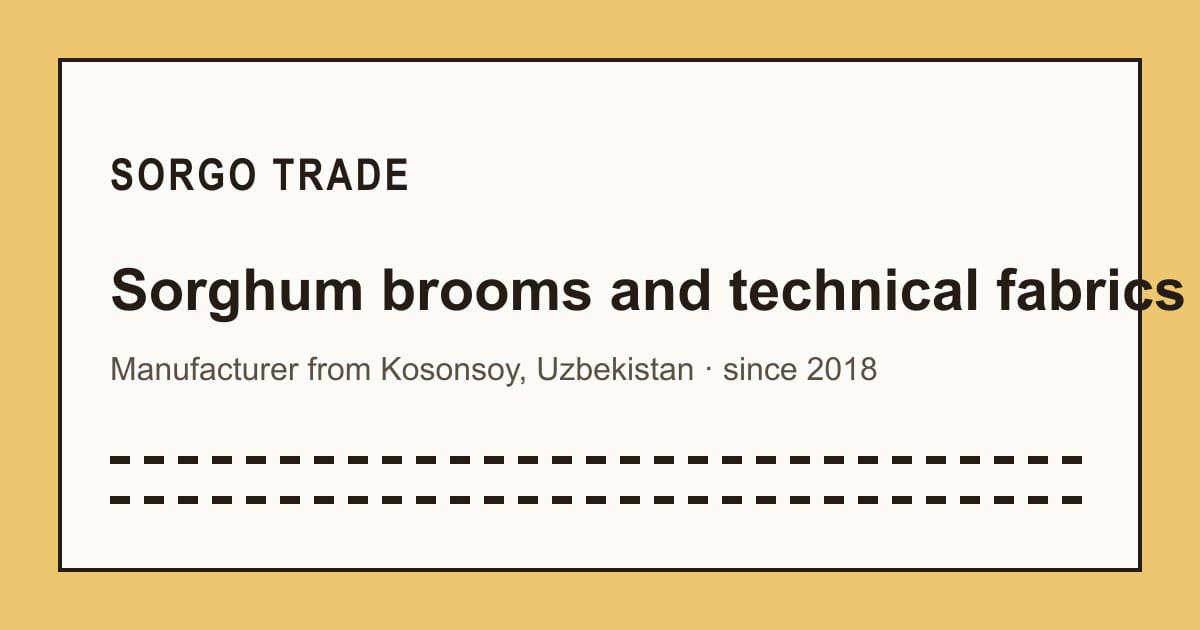 SORGO TRADE
Sorghum brooms and technical fabrics
Manufacturer from Kosonsoy, Uzbekistan · since 2018